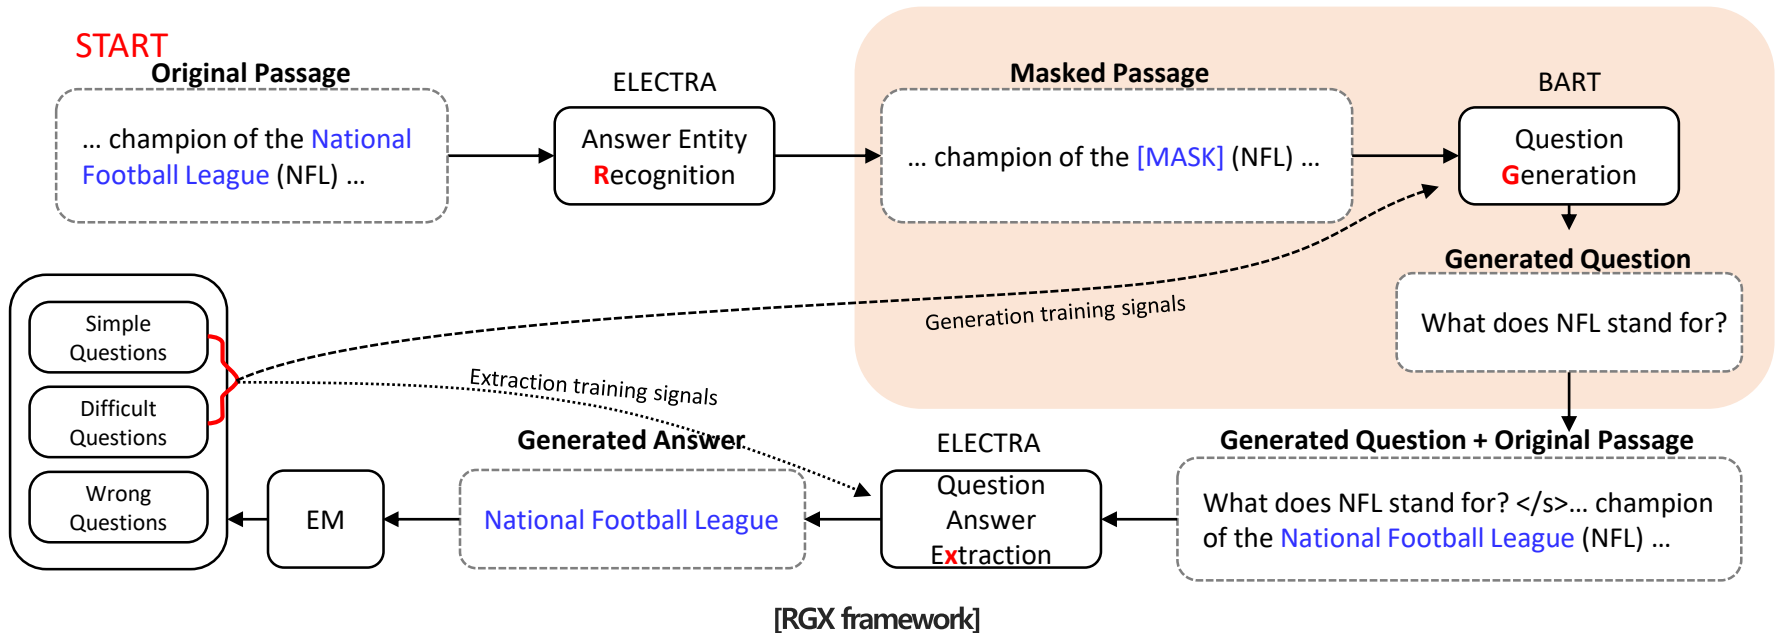 START
Original Passage
... champion of the National
Football League (NFL) ...
ELECTRA
Answer Entity
Recognition
Masked Passage
... champion of the [MASK] (NFL) ...
BART
Question
Generation
Generated Question
What does NFL stand for?
Generation training signals
Extraction training signals
Simple
Questions
Difficult
Questions
Wrong
Questions
EM
Generated Answer
National Football League
ELECTRA
Question
Answer
Extraction
Generated Question + Original Passage
What does NFL stand for? </s>... champion
of the National Football League (NFL) ...
[RGX framework]